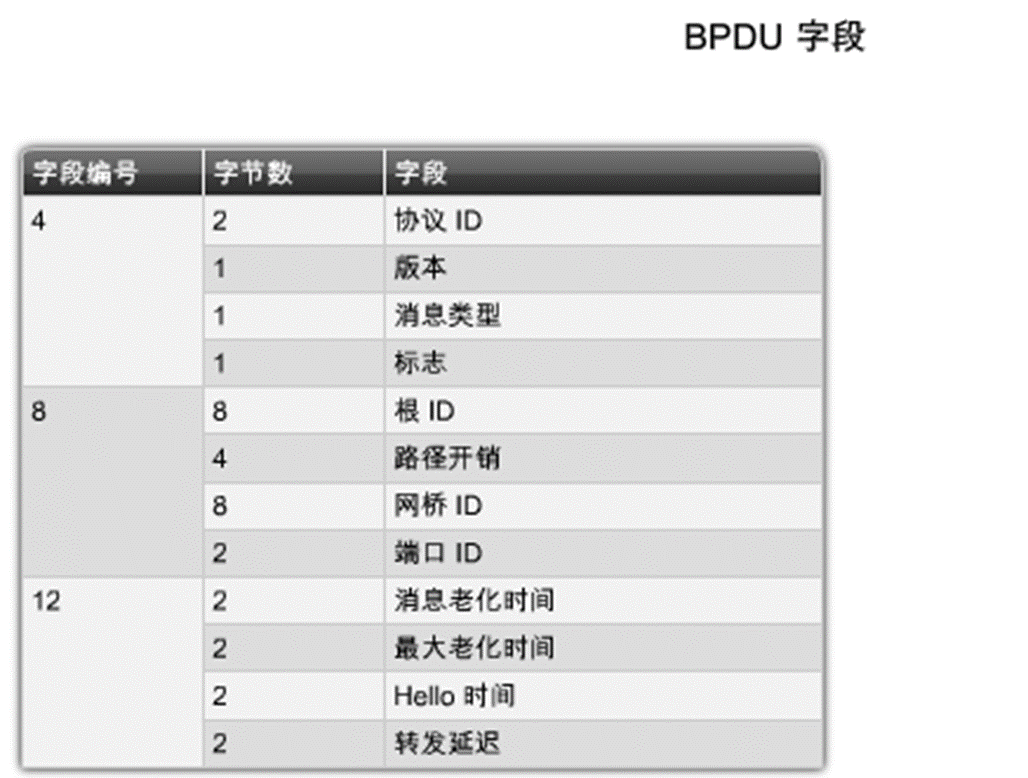 BPDU 字段
字段编号 字节数 字段
4 2 协议 ID
1 版本
1 消息类型
1 标志
8 8 根 ID
4 路径开销
8 网桥 ID
2 端口 ID
12 2 消息老化时间
2 最大老化时间
2 Hello 时间
2 转发延迟